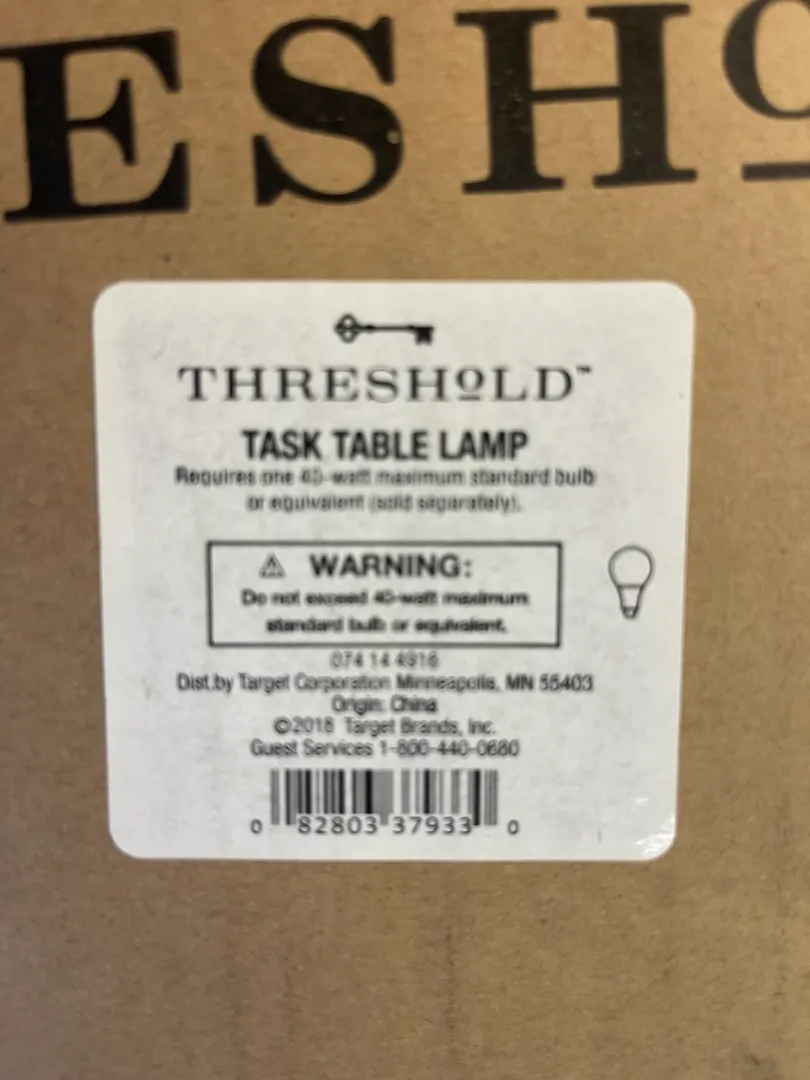 ESHO
THRESHOLD™
TASK TABLE LAMP
Requires one 40-watt maximum standard bulb
or equivalent (sold separately).
⚠ WARNING:
Do not exceed 40-watt maximum
standard bulb or equivalent.
074 14 4916
Dist.by Target Corporation Minneapolis, MN 55403
Origin: China
©2018 Target Brands, Inc.
Guest Services 1-800-440-0680
0 82803 37933 0